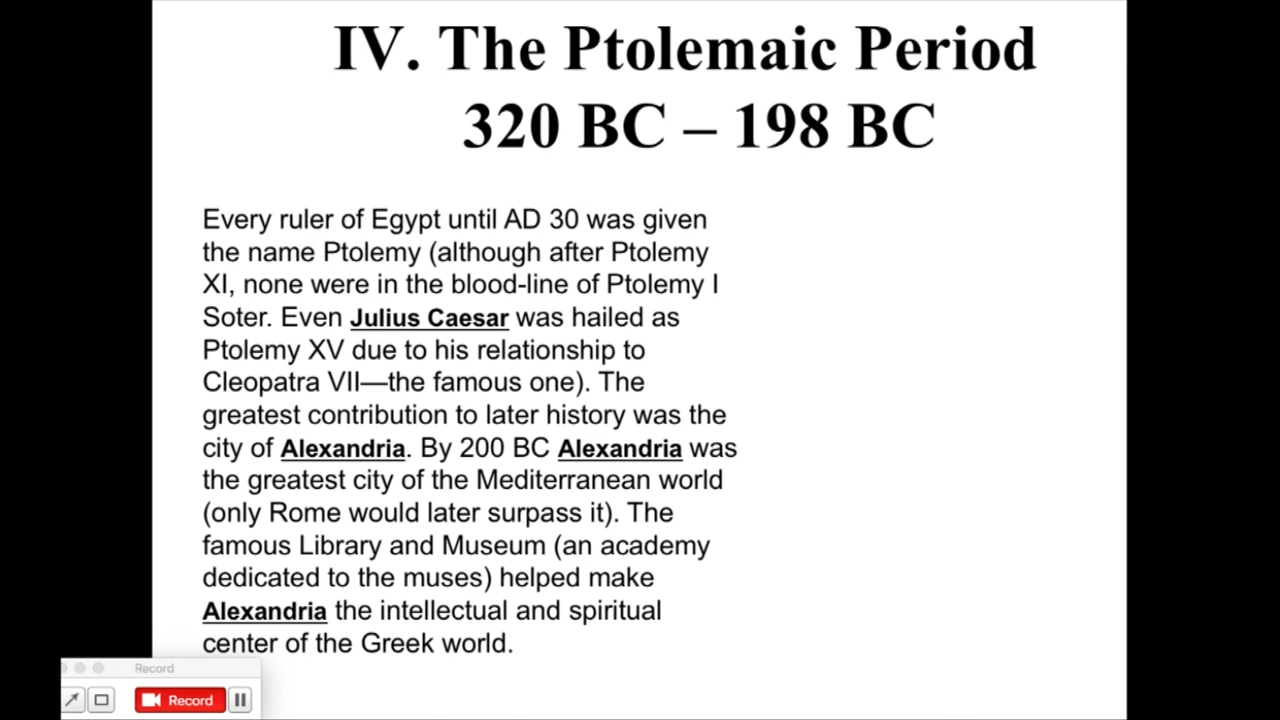 IV. The Ptolemaic Period
320 BC – 198 BC
Every ruler of Egypt until AD 30 was given
the name Ptolemy (although after Ptolemy
XI, none were in the blood-line of Ptolemy I
Soter. Even Julius Caesar was hailed as
Ptolemy XV due to his relationship to
Cleopatra VII—the famous one). The
greatest contribution to later history was the
city of Alexandria. By 200 BC Alexandria was
the greatest city of the Mediterranean world
(only Rome would later surpass it). The
famous Library and Museum (an academy
dedicated to the muses) helped make
Alexandria the intellectual and spiritual
center of the Greek world.
Record
Record